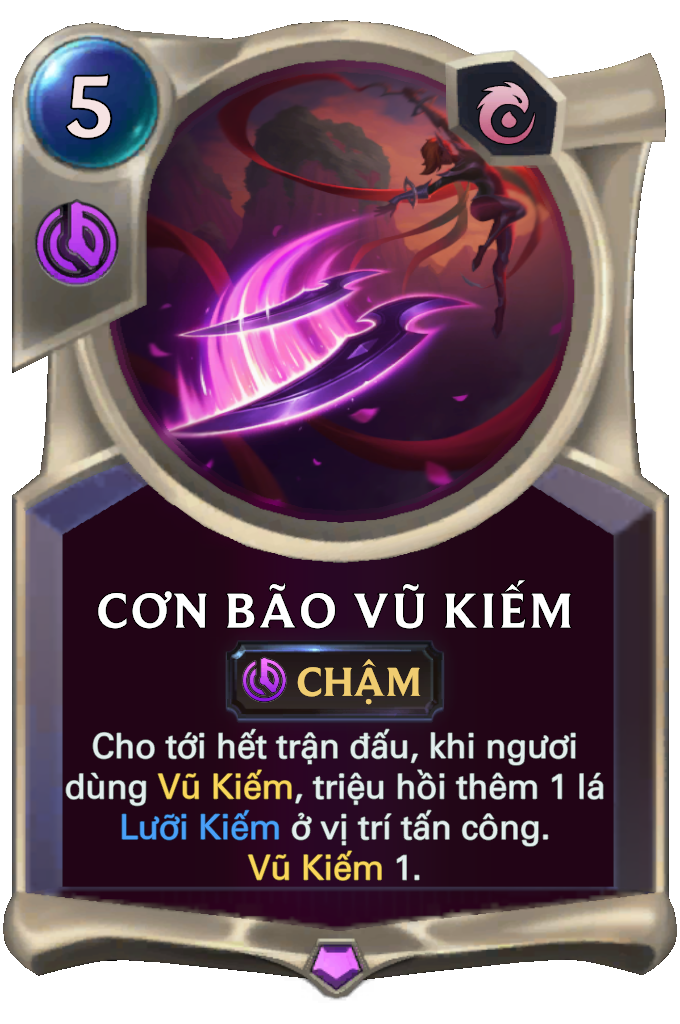 5
CƠN BÃO VŨ KIẾM
CHẬM
Cho tới hết trận đấu, khi ngươi
dùng Vũ Kiếm, triệu hồi thêm 1 lá
Lưỡi Kiếm ở vị trí tấn công.
Vũ Kiếm 1.